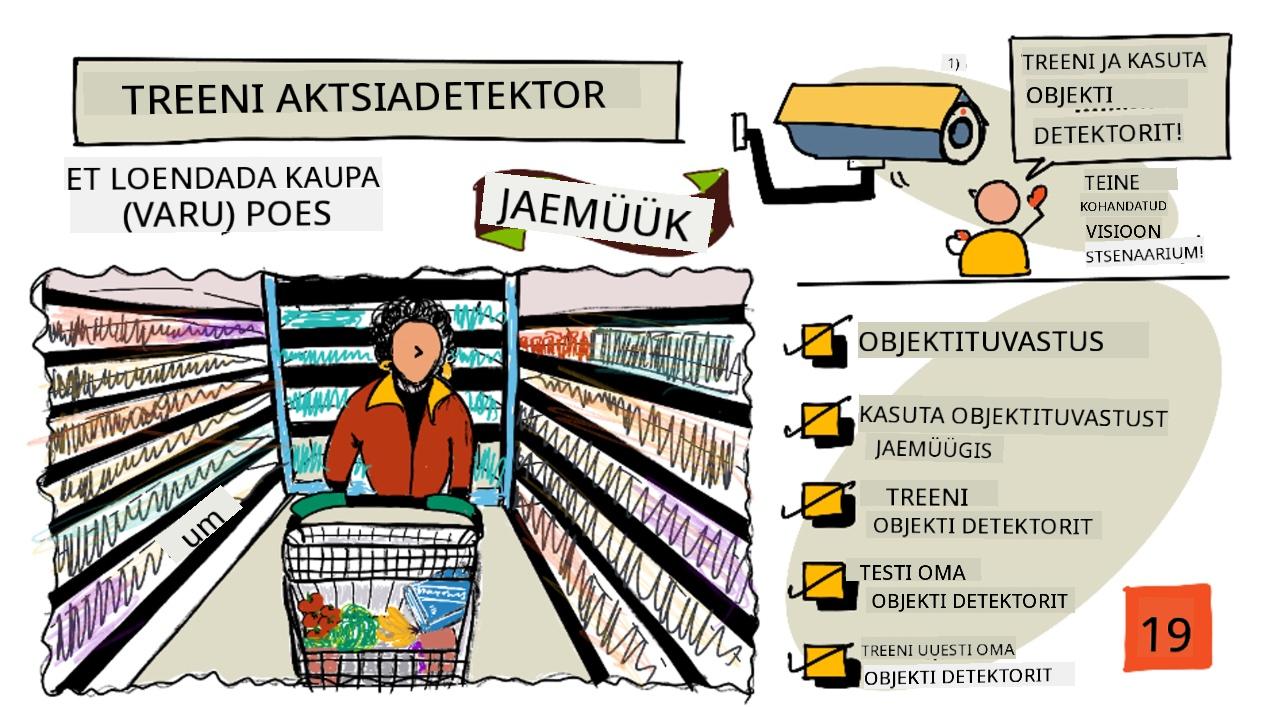 TREENI AKTSIADETEKTOR
ET LOENDADA KAUPA
(VARU) POES
JAEMÜÜK
um
1)
TREENI JA KASUTA
OBJEKTI
DETEKTORIT!
TEINE
KOHANDATUD
VISIOON
STSENAARIUM!
OBJEKTITUVASTUS
KASUTA OBJEKTITUVASTUST
JAEMÜÜGIS
TREENI
OBJEKTI DETEKTORIT
TESTI OMA
OBJEKTI DETEKTORIT
TREENI UUESTI OMA
OBJEKTI DETEKTORIT
19